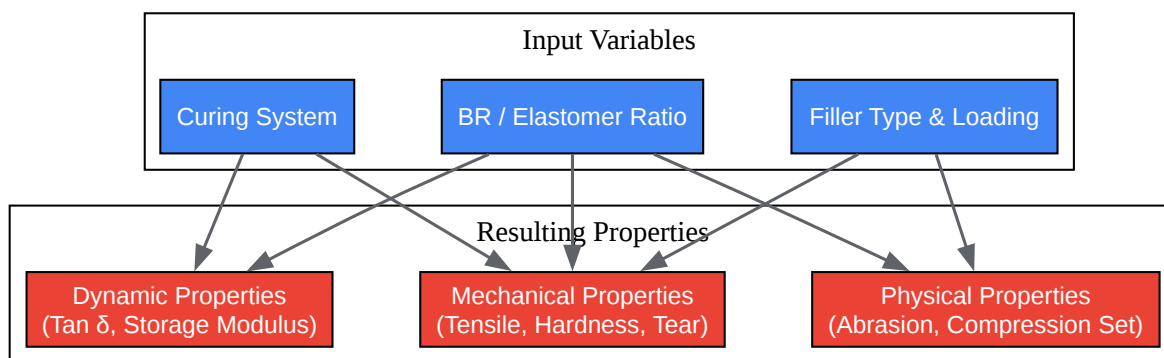 Input Variables
Curing System
BR / Elastomer Ratio
Filler Type & Loading
Resulting Properties
Dynamic Properties
(Tan δ, Storage Modulus)
Mechanical Properties
(Tensile, Hardness, Tear)
Physical Properties
(Abrasion, Compression Set)